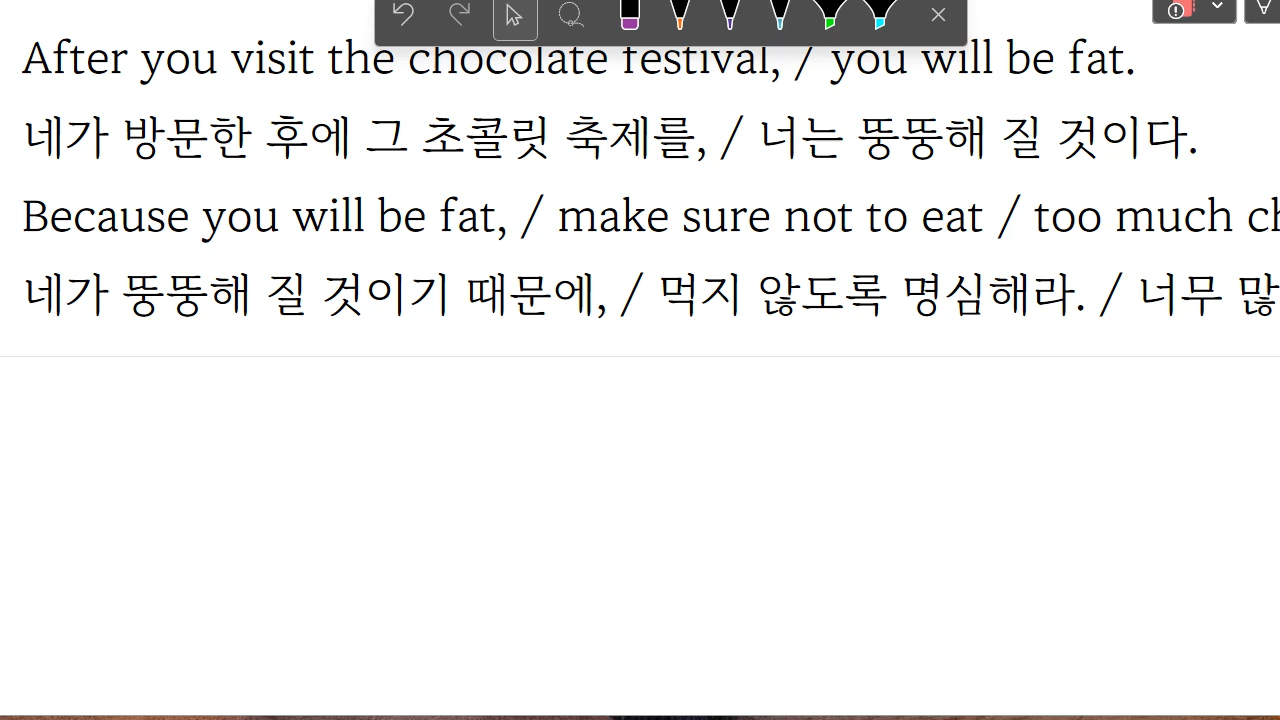 After you visit the chocolate festival, / you will be fat.
네가 방문한 후에 그 초콜릿 축제를, / 너는 뚱뚱해 질 것이다.
Because you will be fat, / make sure not to eat / too much
네가 뚱뚱해 질 것이기 때문에, / 먹지 않도록 명심해라. / 너무